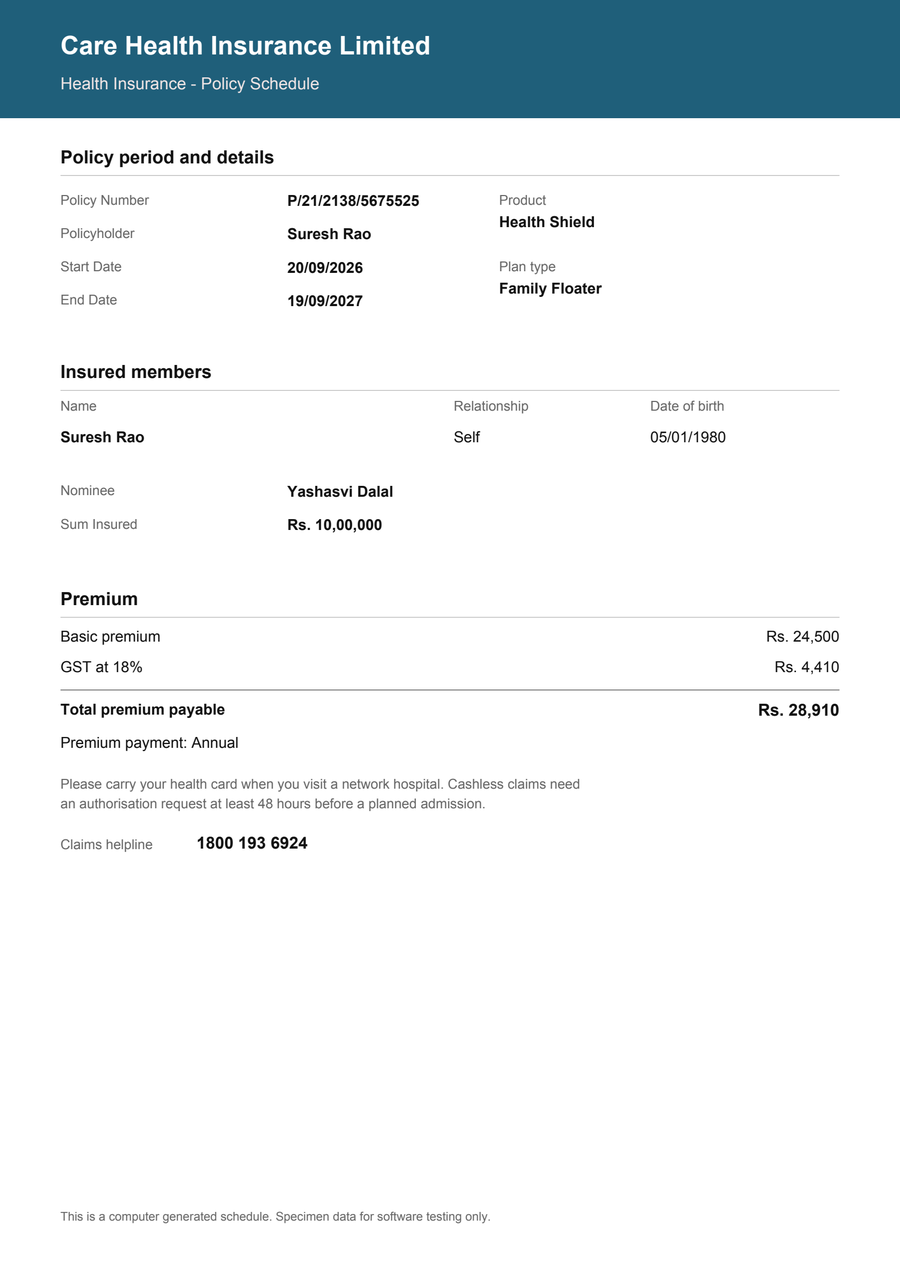 Care Health Insurance Limited
Health Insurance - Policy Schedule
Policy period and details
Policy Number P/21/2138/5675525
Product
Health Shield
Policyholder Suresh Rao
Start Date 20/09/2026
Plan type
Family Floater
End Date 19/09/2027
Insured members
Name Relationship Date of birth
Suresh Rao Self 05/01/1980
Nominee Yashasvi Dalal
Sum Insured Rs. 10,00,000
Premium
Basic premium Rs. 24,500
GST at 18% Rs. 4,410
Total premium payable Rs. 28,910
Premium payment: Annual
Please carry your health card when you visit a network hospital. Cashless claims need
an authorisation request at least 48 hours before a planned admission.
Claims helpline 1800 193 6924
This is a computer generated schedule. Specimen data for software testing only.